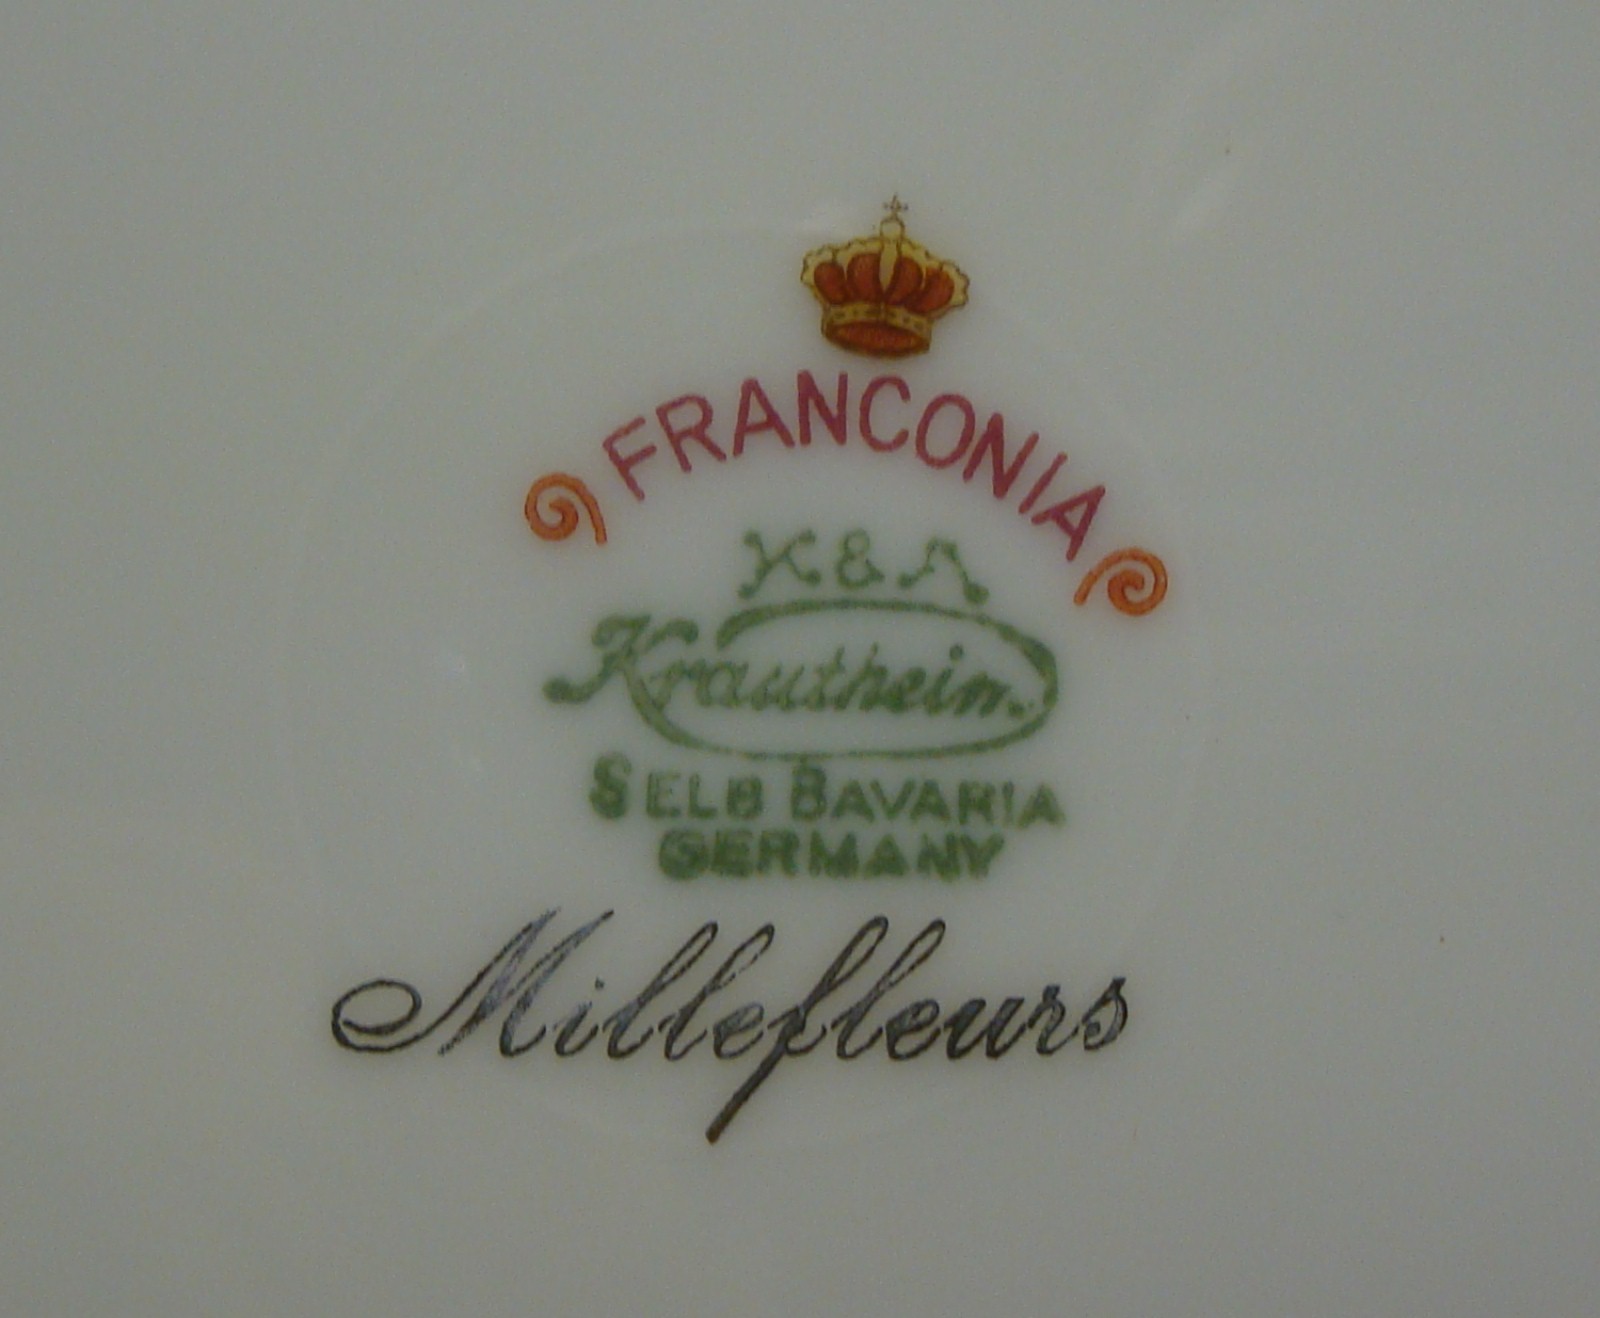 FRANCONIA
K & A
Krautheim
SELB BAVARIA
GERMANY
Millefleurs